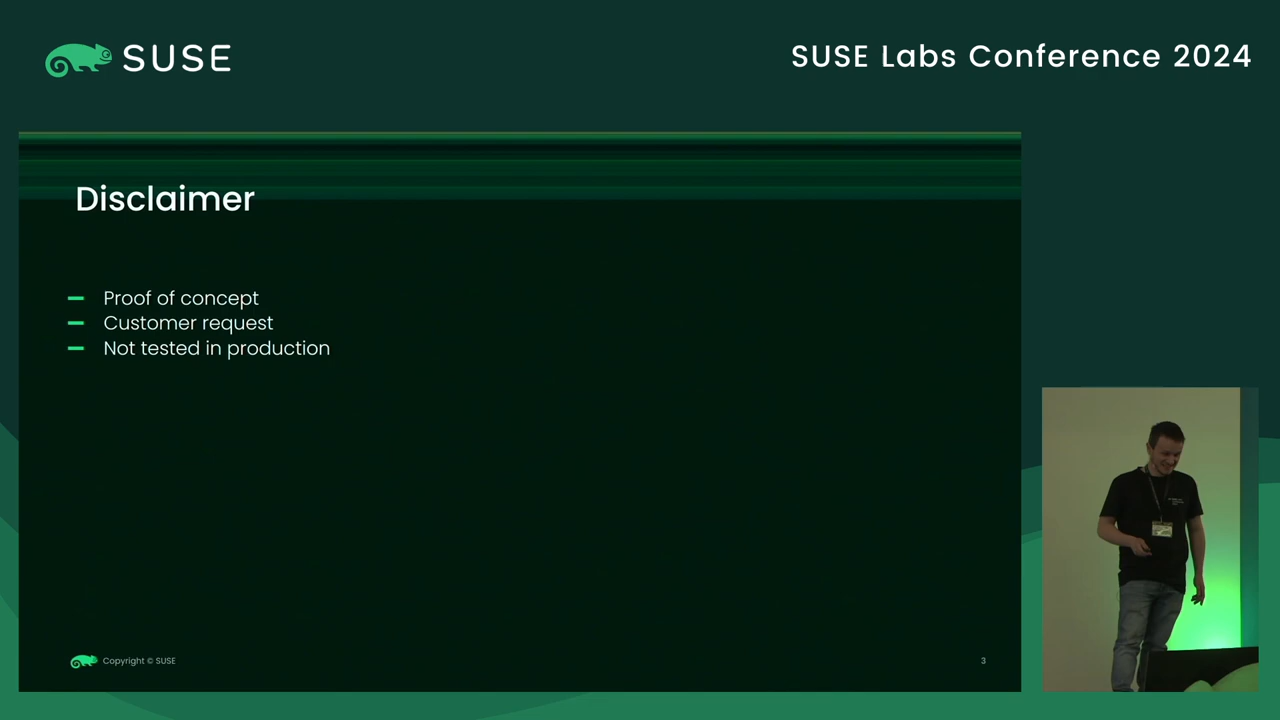 SUSE
SUSE Labs Conference 2024
Disclaimer
Proof of concept
Customer request
Not tested in production
Copyright © SUSE
3